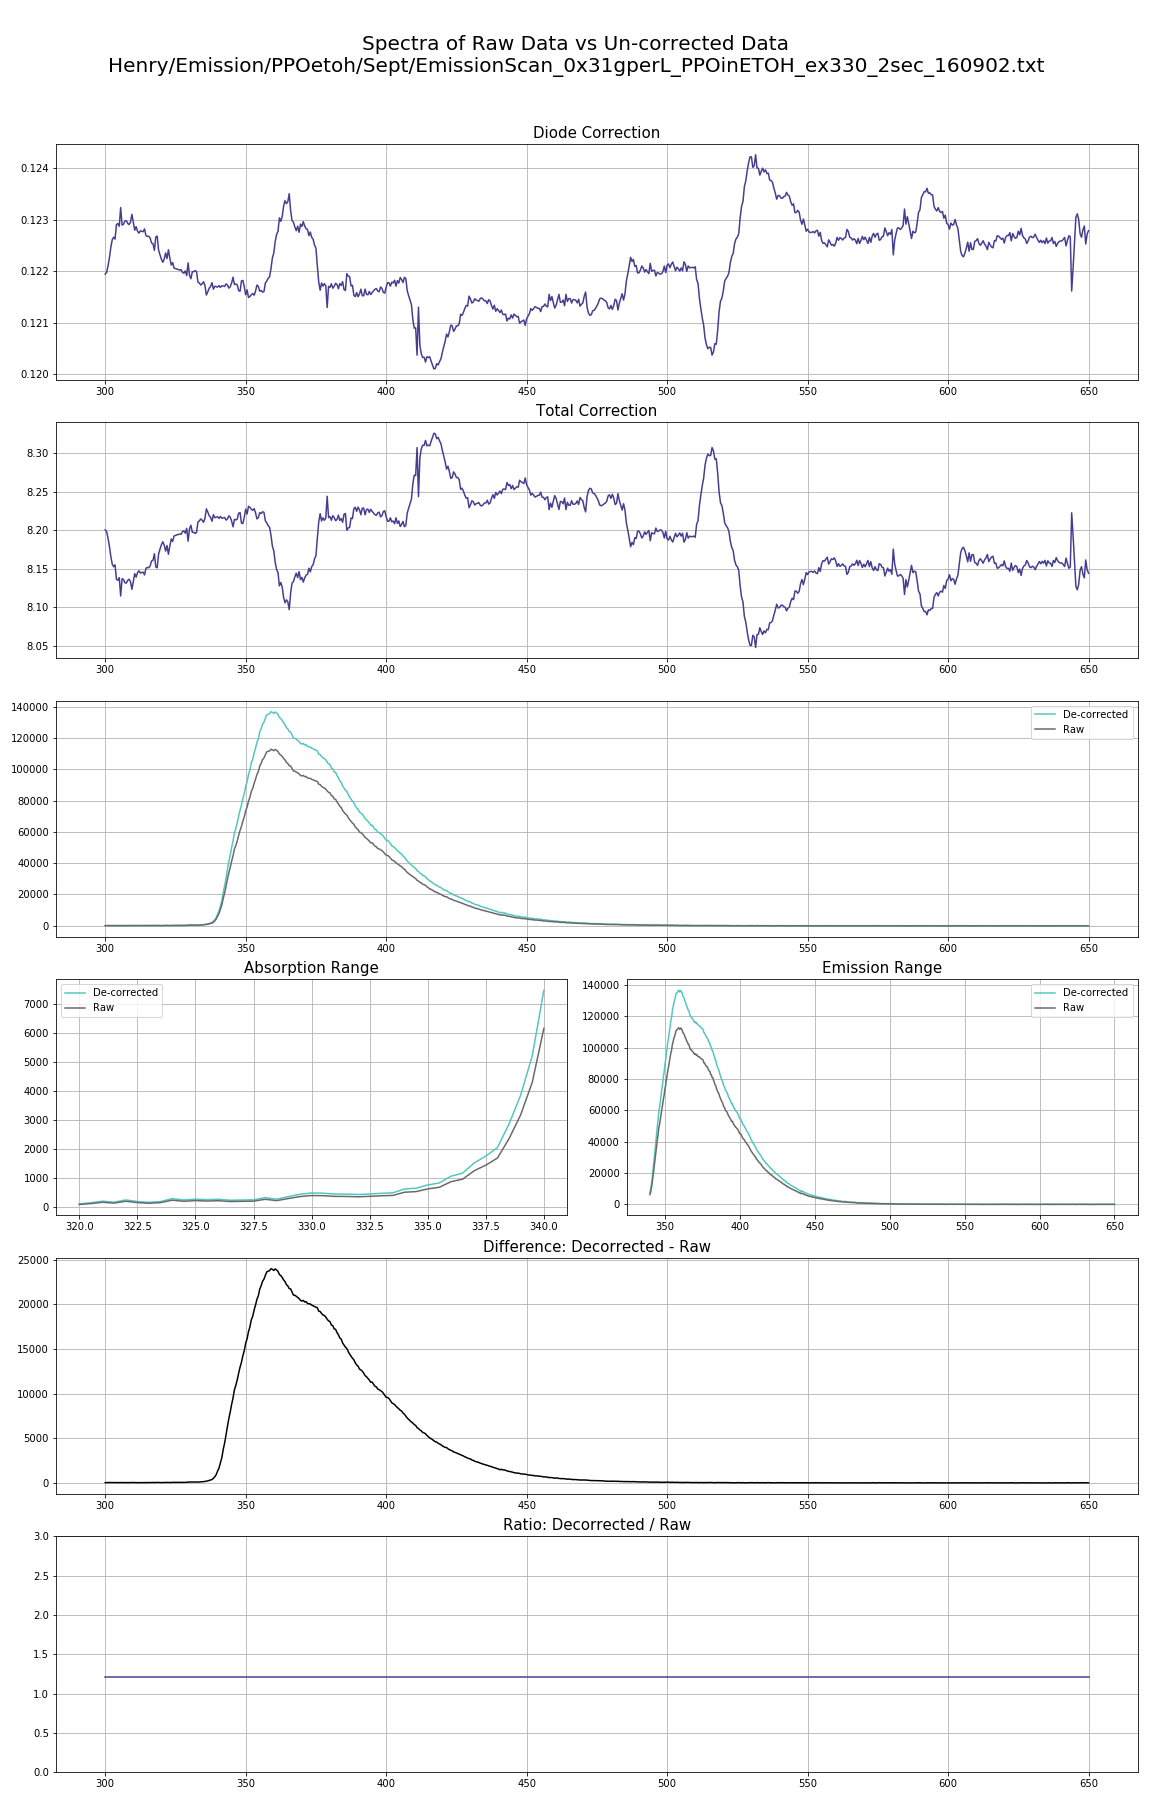 Spectra of Raw Data vs Un-corrected Data
Henry/Emission/PPOetoh/Sept/EmissionScan_0x31gperL_PPOinETOH_ex330_2sec_160902.txt
Diode Correction
0.124
0.123
0.122
0.121
0.120
300 350 400 450 500 550 600 650
Total Correction
8.30
8.25
8.20
8.15
8.10
8.05
300 350 400 450 500 550 600 650
140000
120000
100000
80000
60000
40000
20000
0
De-corrected
Raw
300 350 400 450 500 550 600 650
Absorption Range
7000
6000
5000
4000
3000
2000
1000
0
De-corrected
Raw
320.0 322.5 325.0 327.5 330.0 332.5 335.0 337.5 340.0
Emission Range
140000
120000
100000
80000
60000
40000
20000
0
De-corrected
Raw
350 400 450 500 550 600 650
Difference: Decorrected - Raw
25000
20000
15000
10000
5000
0
300 350 400 450 500 550 600 650
Ratio: Decorrected / Raw
3.0
2.5
2.0
1.5
1.0
0.5
0.0
300 350 400 450 500 550 600 650